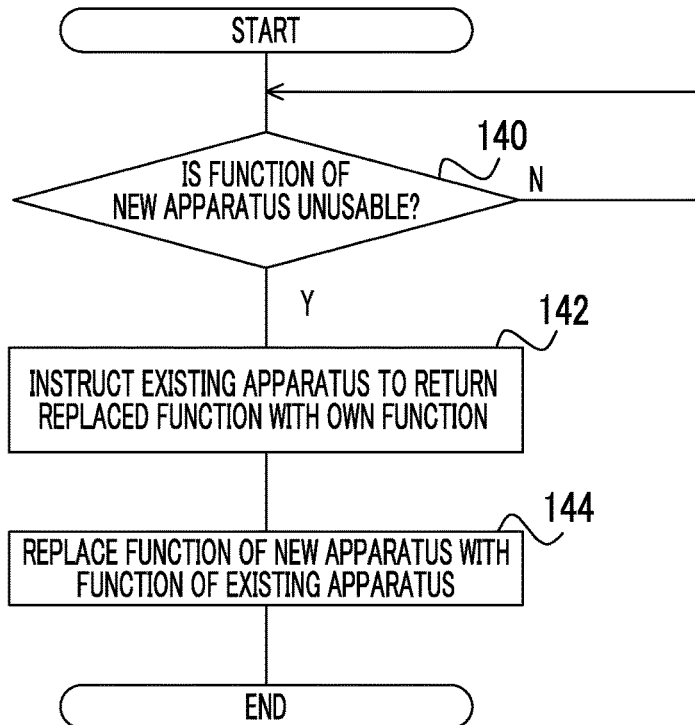 START
140
IS FUNCTION OF
NEW APPARATUS UNUSABLE?
N
Y
142
INSTRUCT EXISTING APPARATUS TO RETURN
REPLACED FUNCTION WITH OWN FUNCTION
144
REPLACE FUNCTION OF NEW APPARATUS WITH
FUNCTION OF EXISTING APPARATUS
END